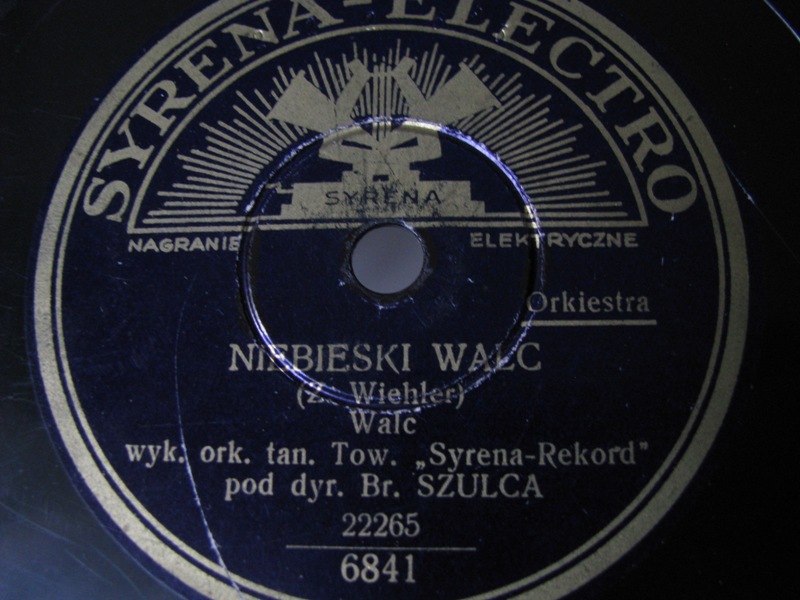 SYRENA-ELECTRO
SYRENA
NAGRANIE ELEKTRYCZNE
Orkiestra
NIEBIESKI WALC
(Z. Wiehler)
Walc
wyk. ork. tan. Tow. „Syrena-Rekord”
pod dyr. Br. SZULCA
22265
6841